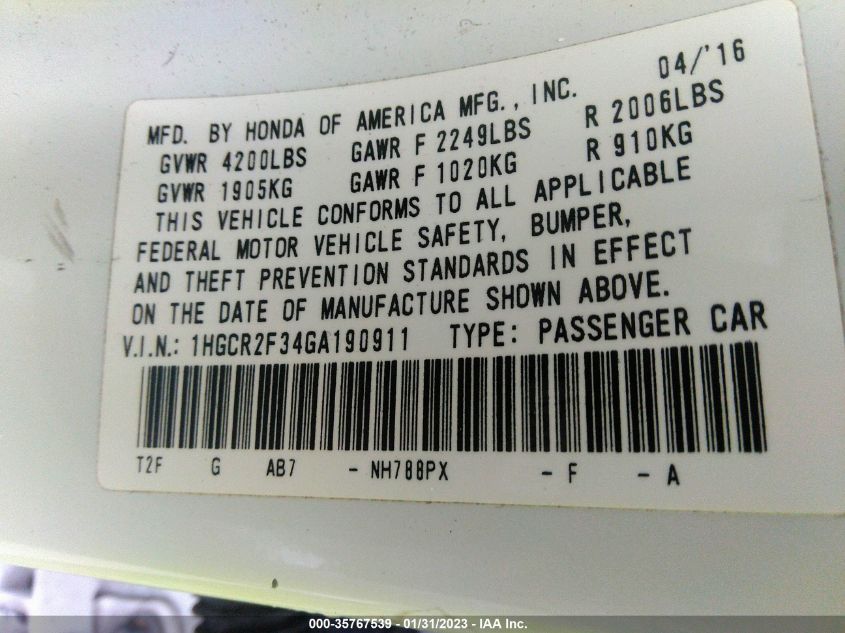 MFD. BY HONDA OF AMERICA MFG., INC. 04/'16
GVWR 4200LBS GAWR F 2249LBS R 2006LBS
GVWR 1905KG GAWR F 1020KG R 910KG
THIS VEHICLE CONFORMS TO ALL APPLICABLE
FEDERAL MOTOR VEHICLE SAFETY, BUMPER,
AND THEFT PREVENTION STANDARDS IN EFFECT
ON THE DATE OF MANUFACTURE SHOWN ABOVE.
V.I.N.: 1HGCR2F34GA190911 TYPE: PASSENGER CAR
T2F G AB7 - NH788PX - F - A
000-35767539 - 01/31/2023 - IAA Inc.